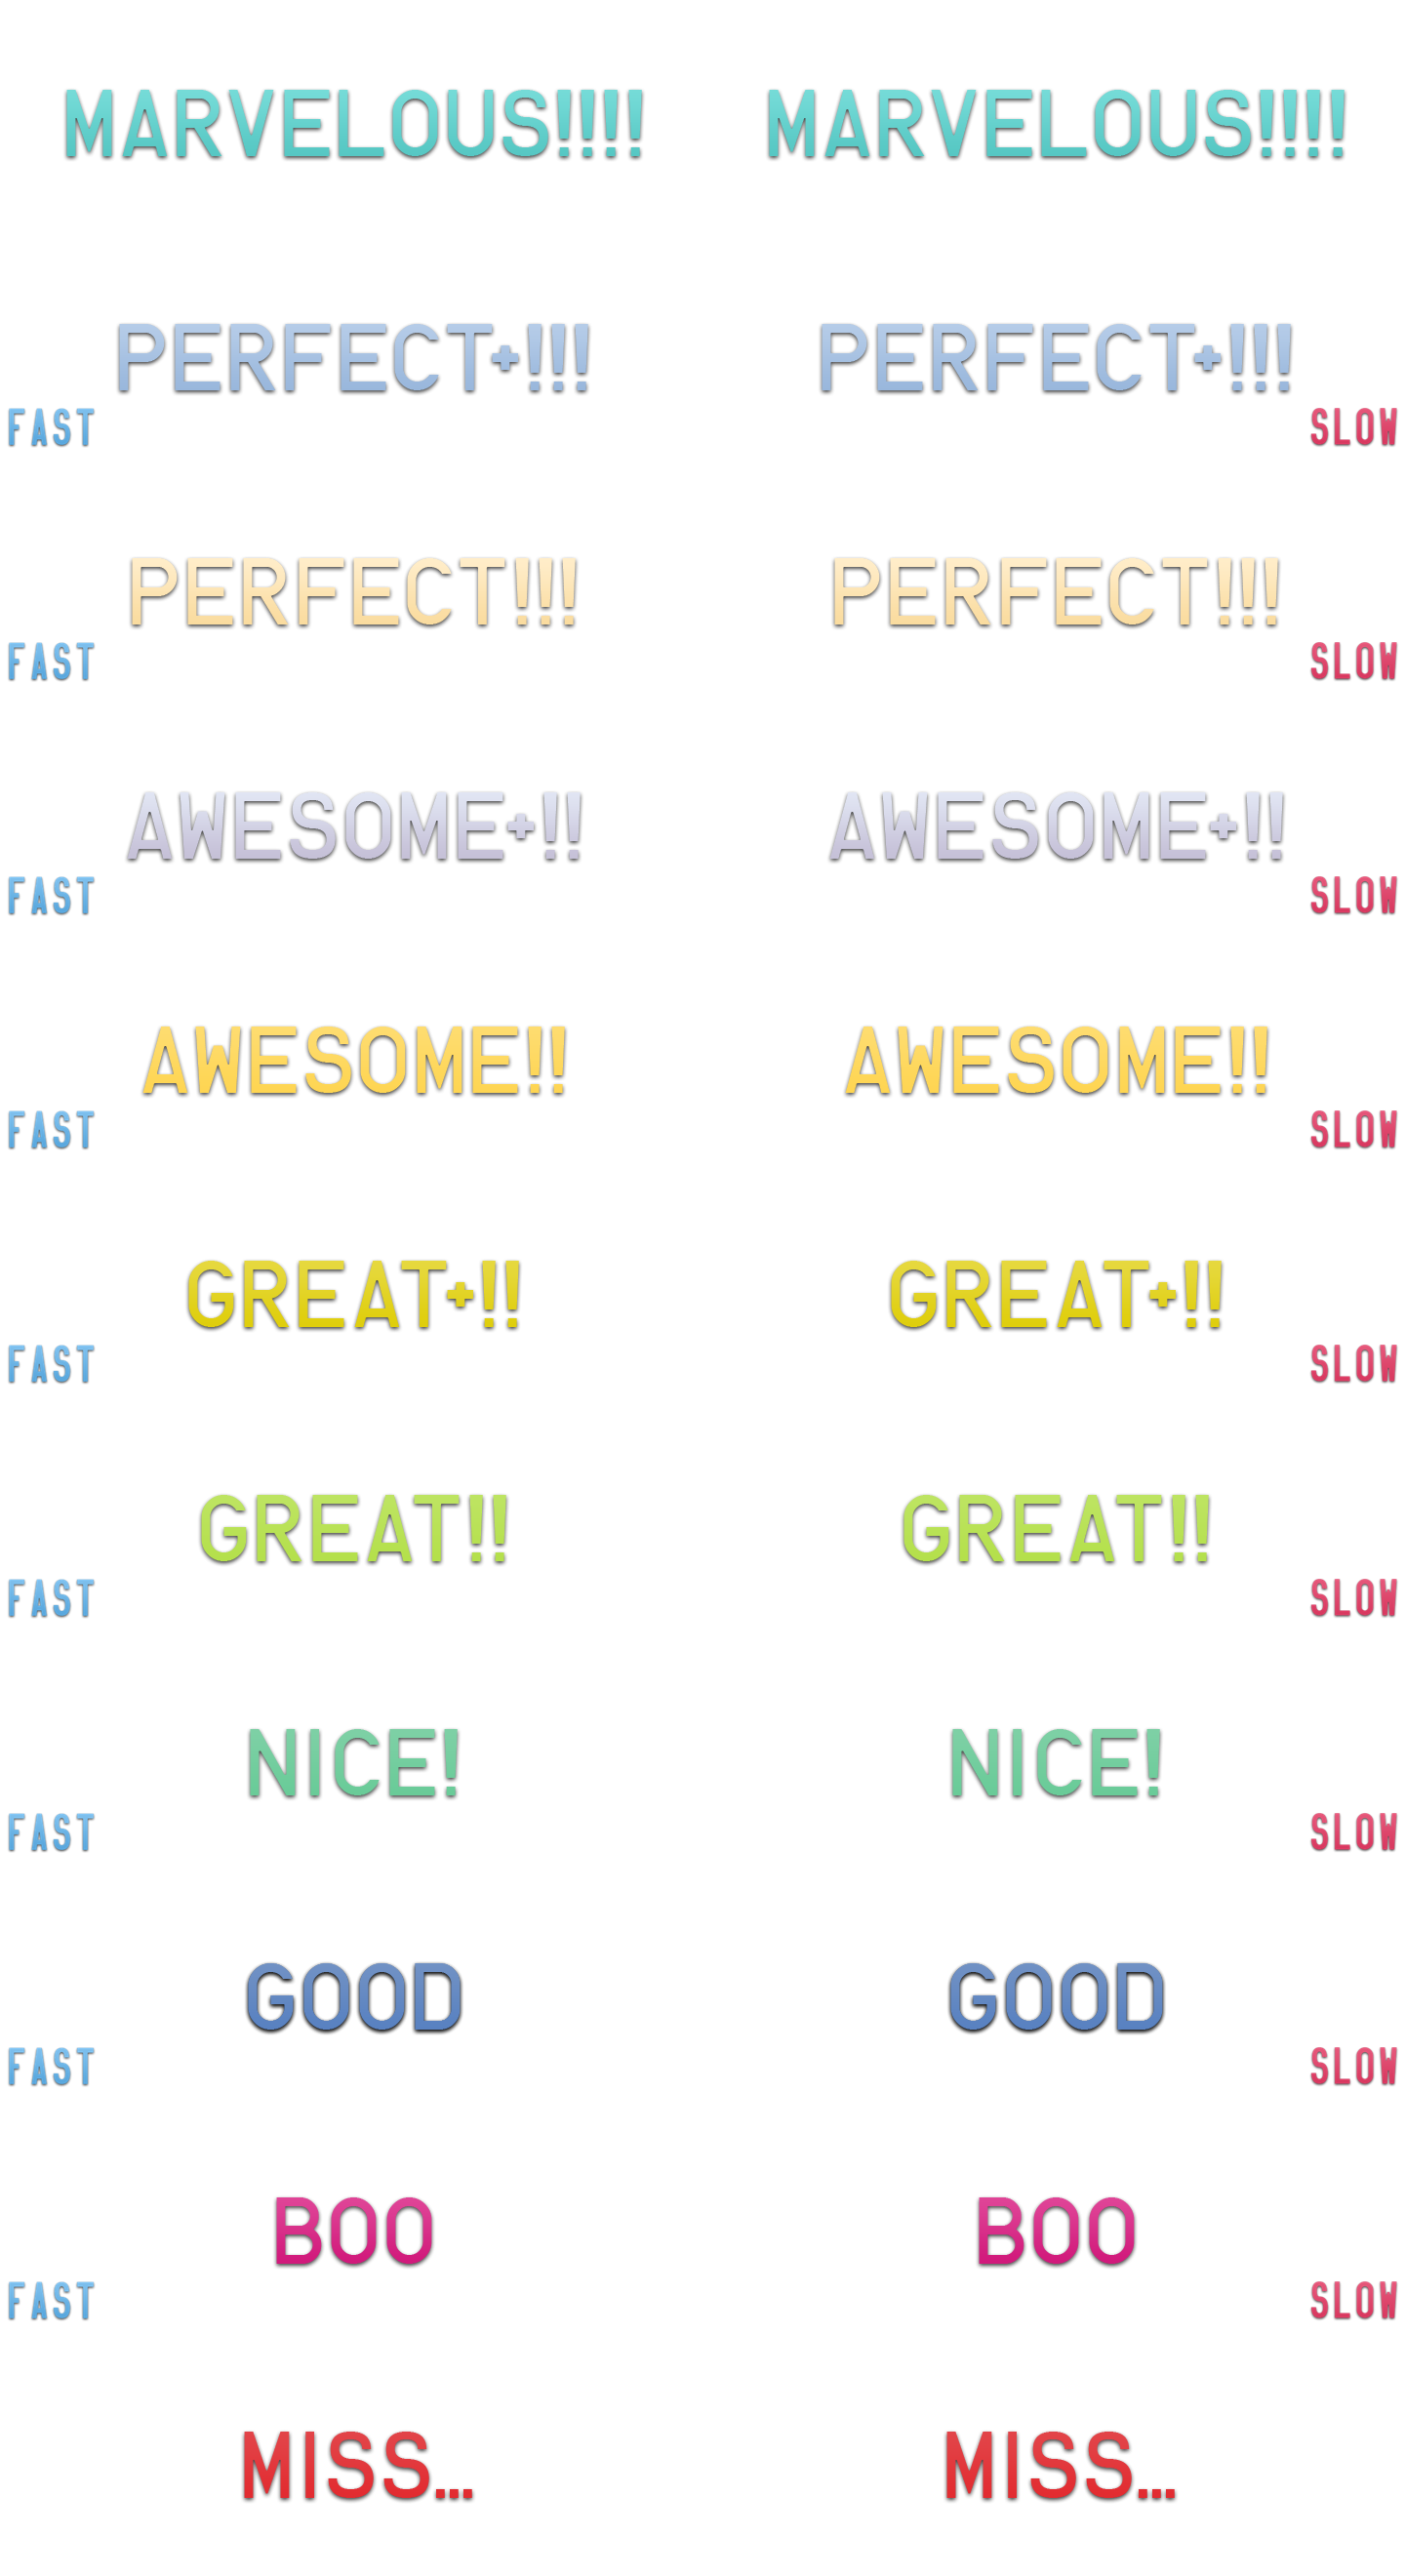 MARVELOUS!!!! MARVELOUS!!!!
PERFECT+!!! PERFECT+!!!
FAST SLOW
PERFECT!!! PERFECT!!!
FAST SLOW
AWESOME+!! AWESOME+!!
FAST SLOW
AWESOME!! AWESOME!!
FAST SLOW
GREAT+!! GREAT+!!
FAST SLOW
GREAT!! GREAT!!
FAST SLOW
NICE! NICE!
FAST SLOW
GOOD GOOD
FAST SLOW
BOO BOO
FAST SLOW
MISS... MISS...